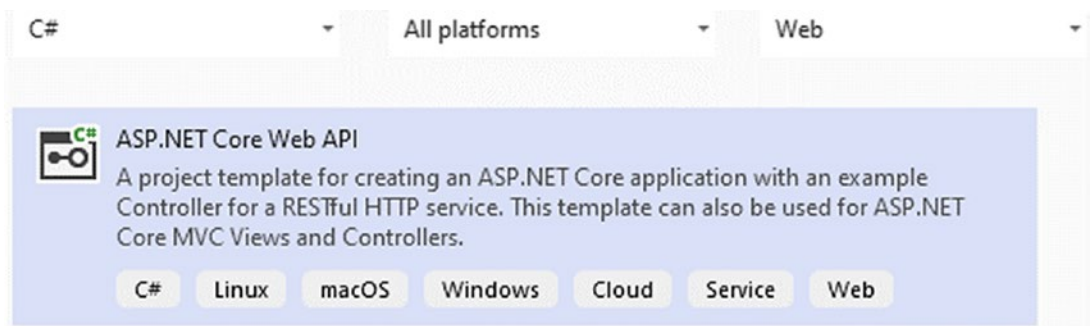 C# All platforms Web
C#
ASP.NET Core Web API
A project template for creating an ASP.NET Core application with an example
Controller for a RESTful HTTP service. This template can also be used for ASP.NET
Core MVC Views and Controllers.
C# Linux macOS Windows Cloud Service Web